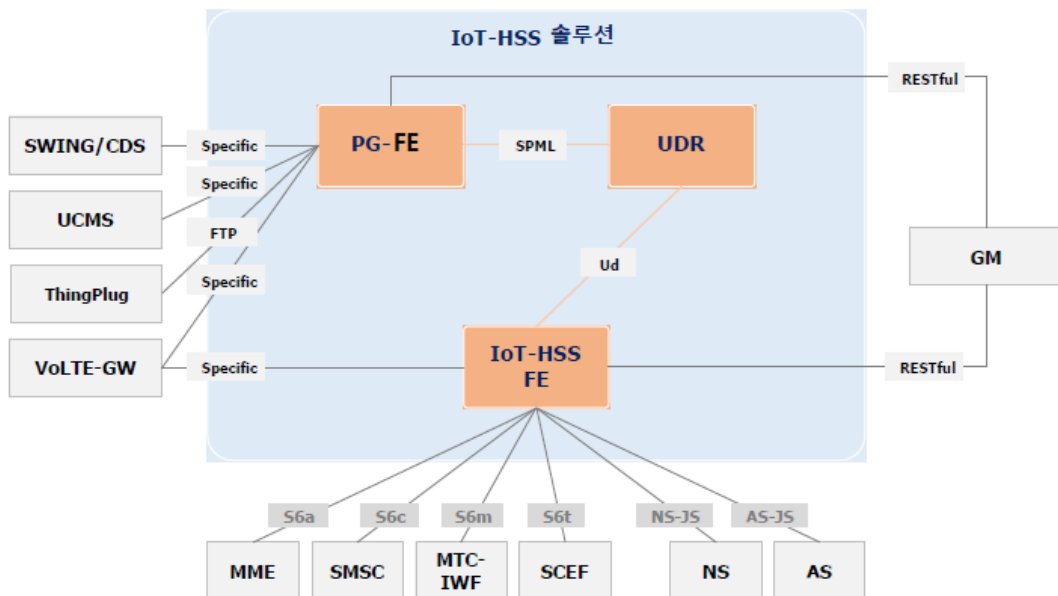 IoT-HSS 솔루션
RESTful
SWING/CDS
Specific
PG-FE
SPML
UDR
Specific
UCMS
FTP
GM
Ud
ThingPlug
Specific
IoT-HSS
FE
VoLTE-GW
Specific
RESTful
S6a
S6c
S6m
S6t
NS-JS
AS-JS
MME
SMSC
MTC-
IWF
SCEF
NS
AS